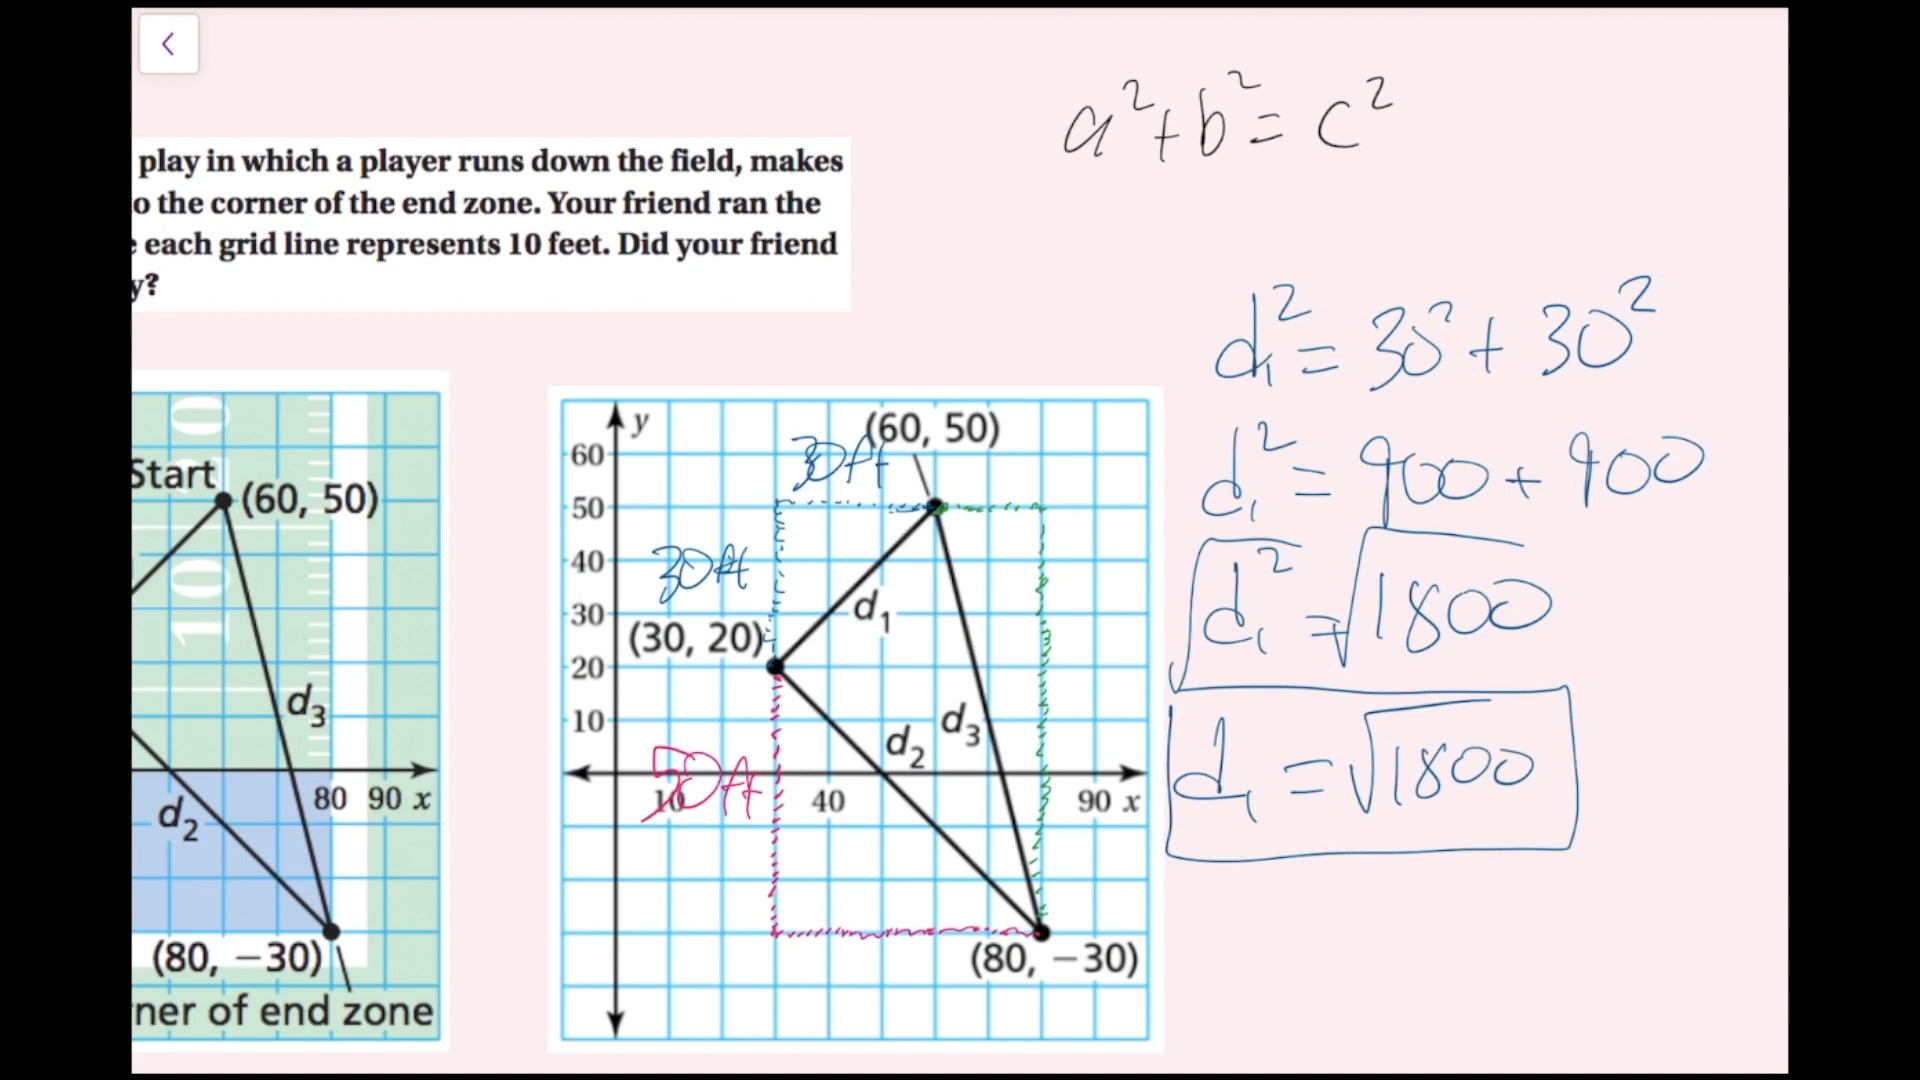 a²+b²=c²
play in which a player runs down the field, makes
o the corner of the end zone. Your friend ran the
each grid line represents 10 feet. Did your friend
y?
d₁²=30²+30²
d₁²=900+900
√d₁²=√1800
d₁=√1800
10 20
Start
(60, 50)
d₃
80 90 x
d₂
(80, −30)
ner of end zone
y
(60, 50)
60
30ft
50
40
30ft
30
d₁
(30, 20)
20
10
d₂
d₃
50ft
10
40
90 x
(80, −30)